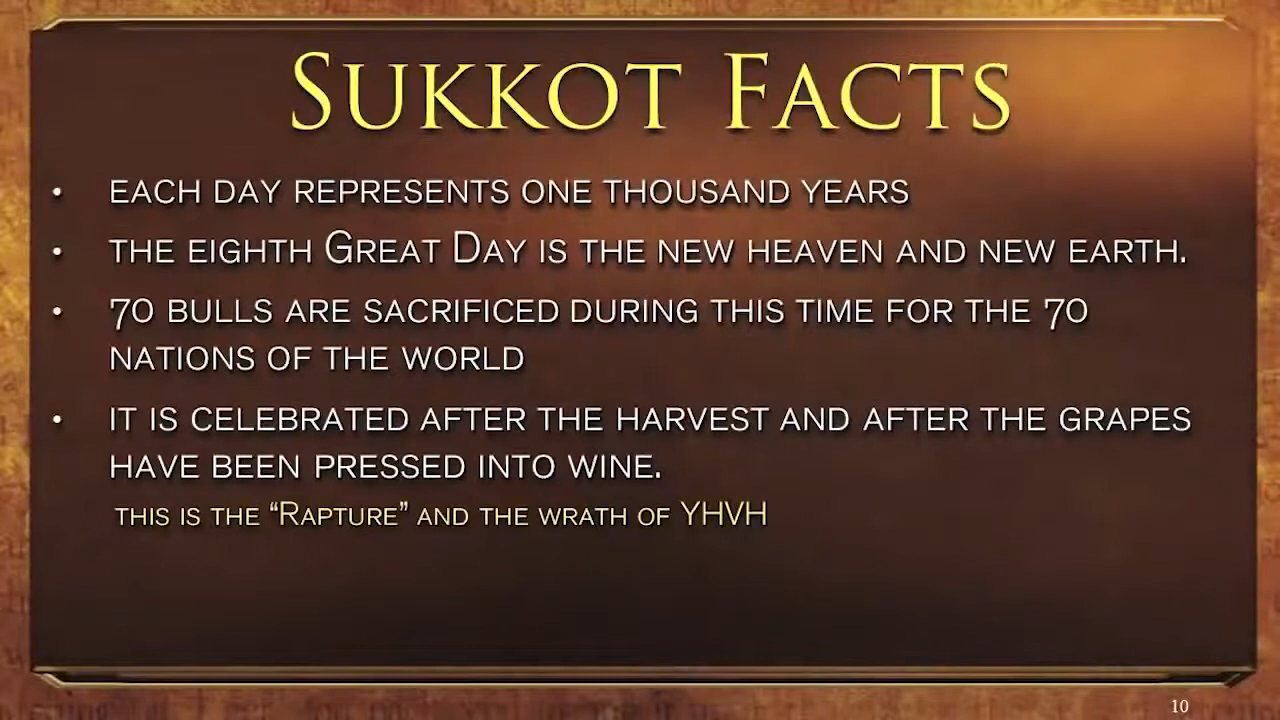 SUKKOT FACTS
• EACH DAY REPRESENTS ONE THOUSAND YEARS
• THE EIGHTH GREAT DAY IS THE NEW HEAVEN AND NEW EARTH.
• 70 BULLS ARE SACRIFICED DURING THIS TIME FOR THE 70
NATIONS OF THE WORLD
• IT IS CELEBRATED AFTER THE HARVEST AND AFTER THE GRAPES
HAVE BEEN PRESSED INTO WINE.
THIS IS THE “RAPTURE” AND THE WRATH OF YHVH
10